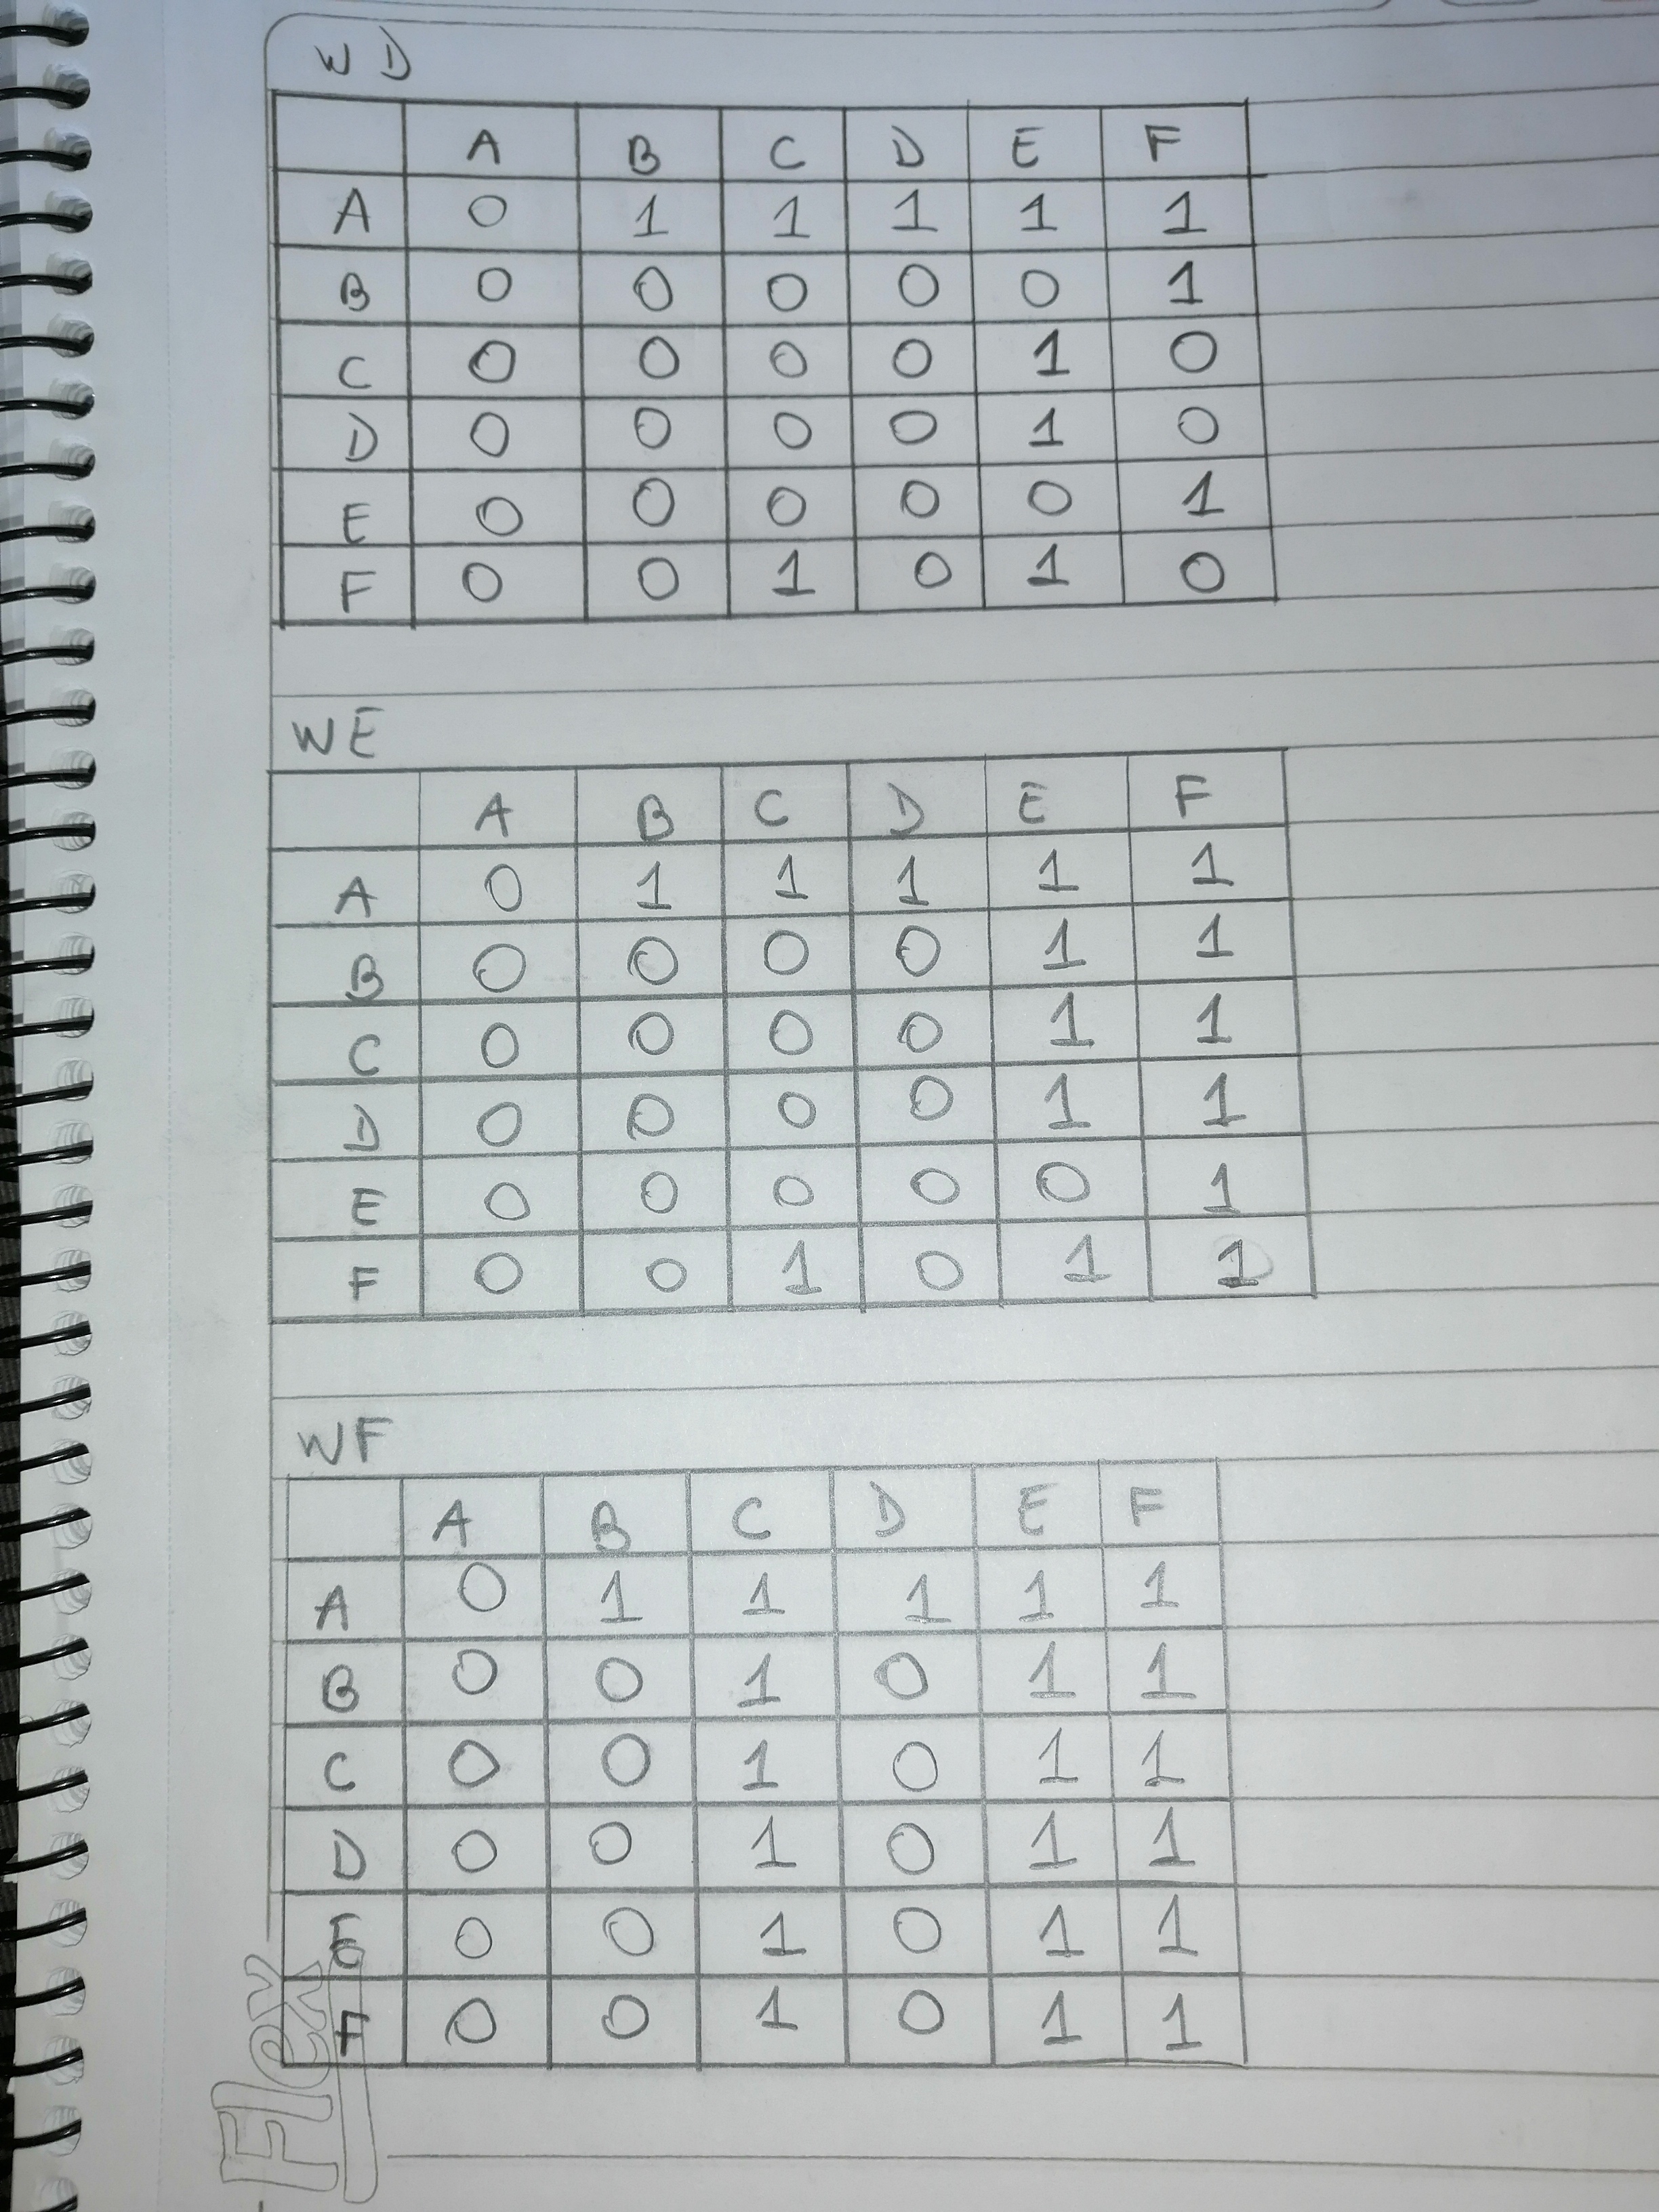 WD
A B C D E F
A 0 1 1 1 1 1
B 0 0 0 0 0 1
C 0 0 0 0 1 0
D 0 0 0 0 1 0
E 0 0 0 0 0 1
F 0 0 1 0 1 0
WE
A B C D E F
A 0 1 1 1 1 1
B 0 0 0 0 1 1
C 0 0 0 0 1 1
D 0 0 0 0 1 1
E 0 0 0 0 0 1
F 0 0 1 0 1 1
WF
A B C D E F
A 0 1 1 1 1 1
B 0 0 1 0 1 1
C 0 0 1 0 1 1
D 0 0 1 0 1 1
E 0 0 1 0 1 1
F 0 0 1 0 1 1
Flex